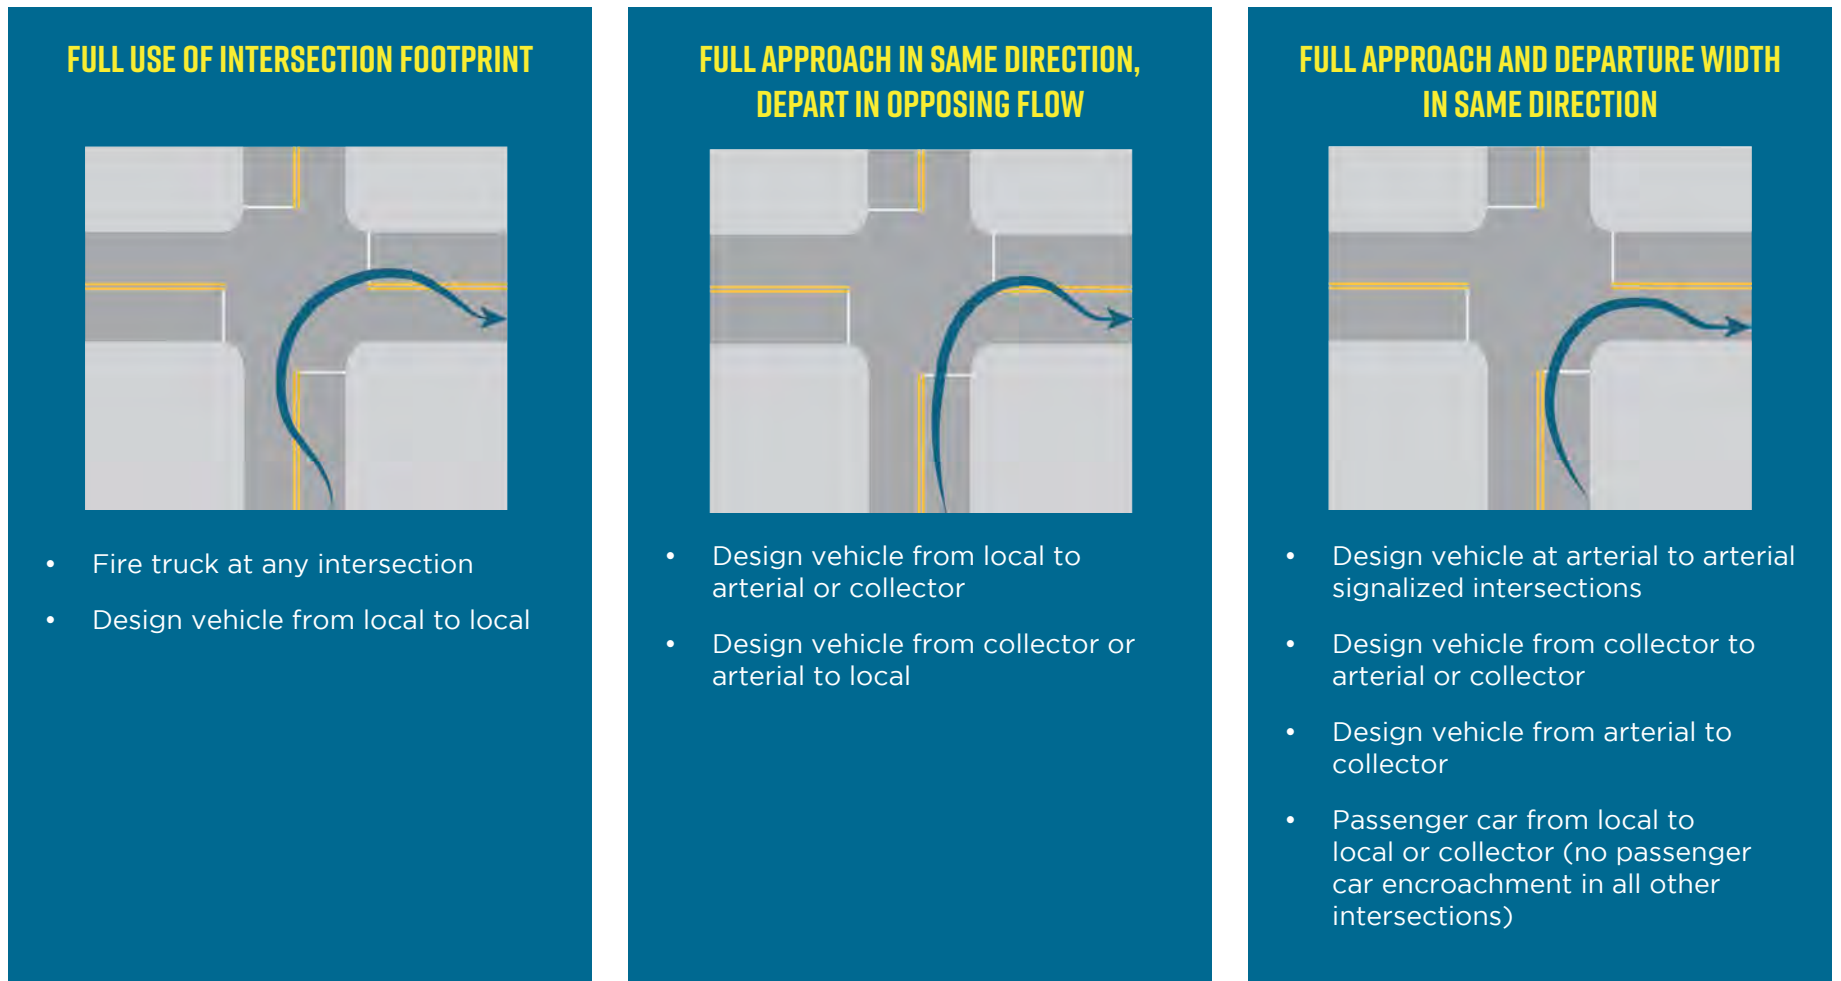 FULL USE OF INTERSECTION FOOTPRINT
• Fire truck at any intersection
• Design vehicle from local to local
FULL APPROACH IN SAME DIRECTION,
DEPART IN OPPOSING FLOW
• Design vehicle from local to
arterial or collector
• Design vehicle from collector or
arterial to local
FULL APPROACH AND DEPARTURE WIDTH
IN SAME DIRECTION
• Design vehicle at arterial to arterial
signalized intersections
• Design vehicle from collector to
arterial or collector
• Design vehicle from arterial to
collector
• Passenger car from local to
local or collector (no passenger
car encroachment in all other
intersections)